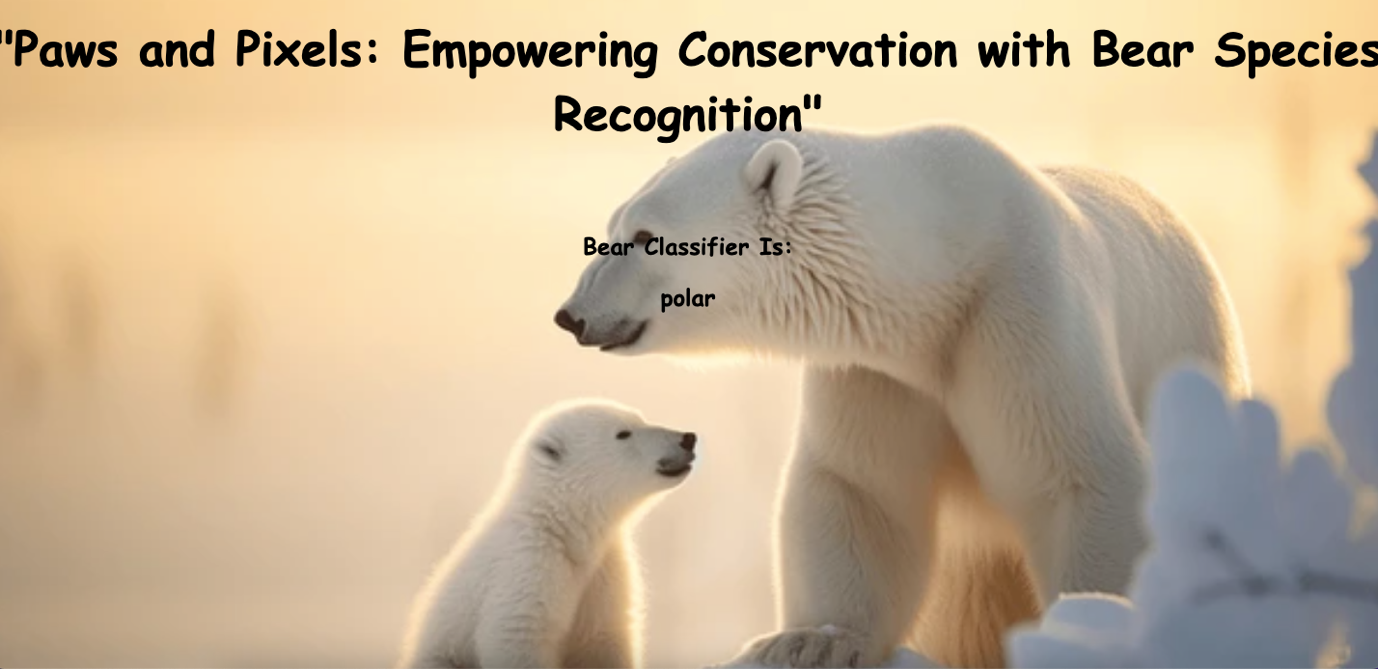 "Paws and Pixels: Empowering Conservation with Bear Species
Recognition"
Bear Classifier Is:
polar